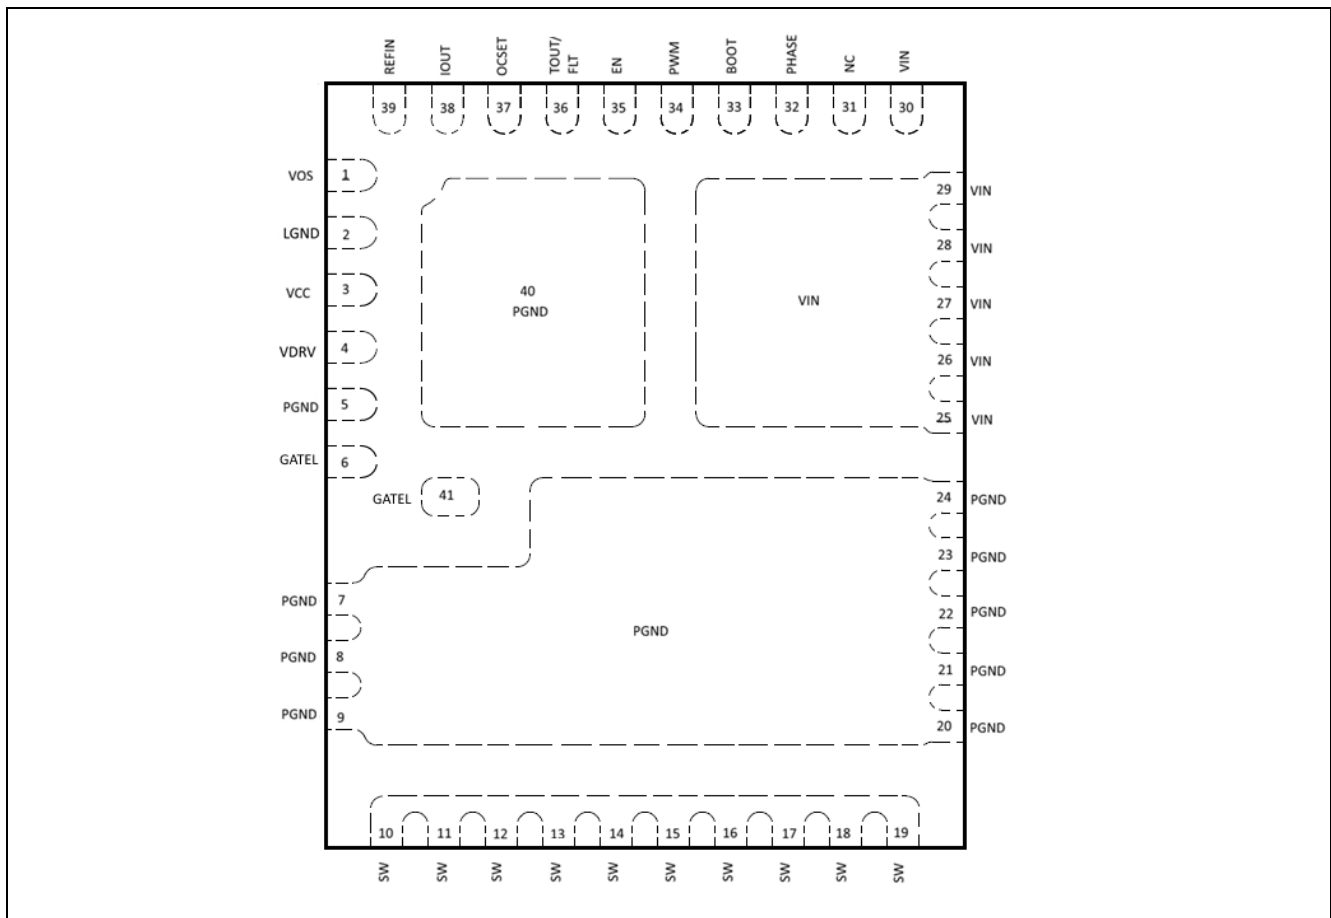 REFIN
IOUT
OCSET
TOUT/
FLT
EN
PWM
BOOT
PHASE
NC
VIN
39
38
37
36
35
34
33
32
31
30
VOS 1
LGND 2
VCC 3
VDRV 4
PGND 5
GATEL 6
40
PGND
VIN
29 VIN
28 VIN
27 VIN
26 VIN
25 VIN
GATEL 41
24 PGND
23 PGND
22 PGND
21 PGND
20 PGND
PGND 7
PGND 8
PGND 9
PGND
10
11
12
13
14
15
16
17
18
19
SW
SW
SW
SW
SW
SW
SW
SW
SW
SW